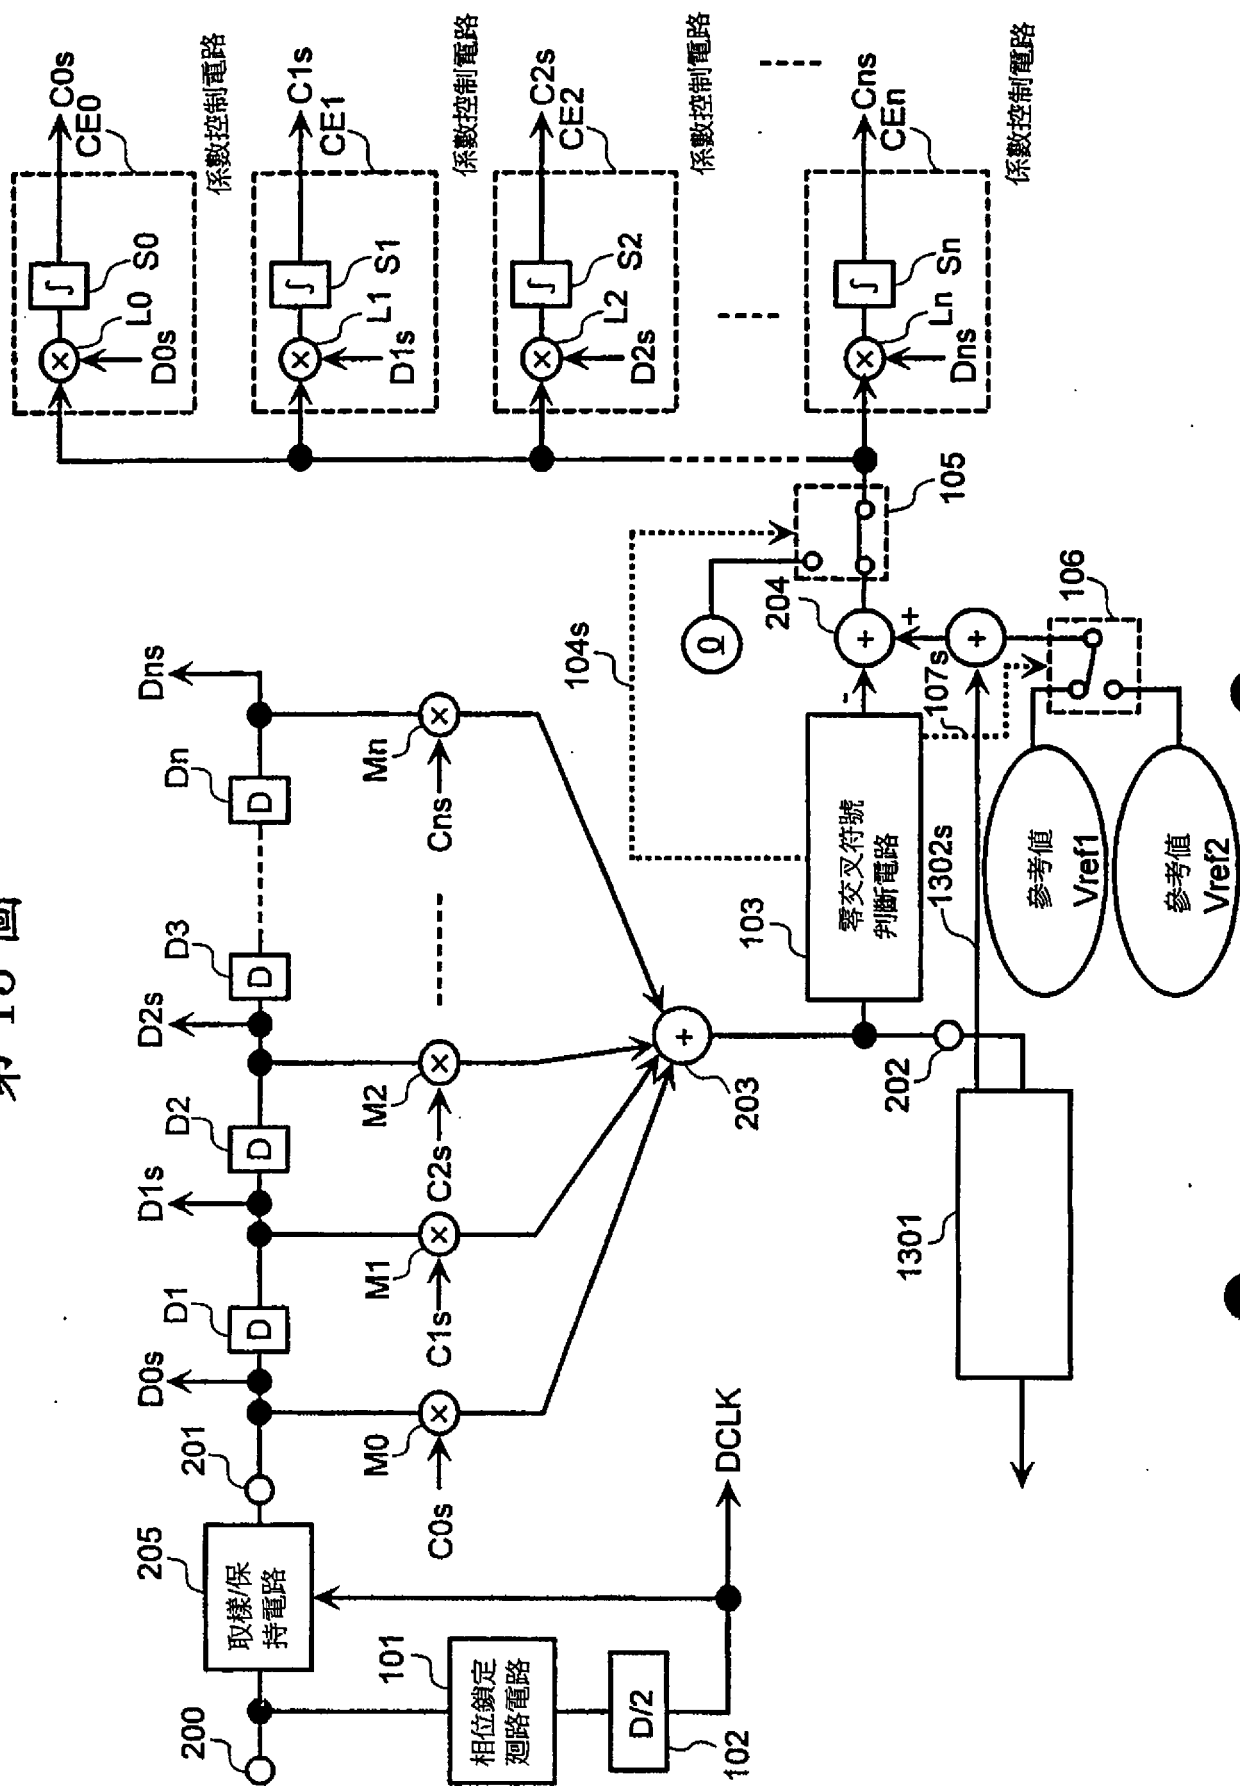 第 13 圖
200
205
取樣/保
持電路
201
D0s
D1
D
D1s
D2
D
D2s
D3
D
Dn
D
Dns
101
相位鎖定
迴路電路
102
D/2
DCLK
M0
C0s
×
M1
C1s
×
M2
C2s
×
Mn
Cns
×
203
+
202
103
零交叉符號
判斷電路
104s
107s
1301
1302s
0
204
+
-
+
+
105
106
參考值
Vref1
參考值
Vref2
×
L0
D0s
∫
S0
C0s
CE0
係數控制電路
×
L1
D1s
∫
S1
C1s
CE1
係數控制電路
×
L2
D2s
∫
S2
C2s
CE2
係數控制電路
×
Ln
Dns
∫
Sn
Cns
CEn
係數控制電路